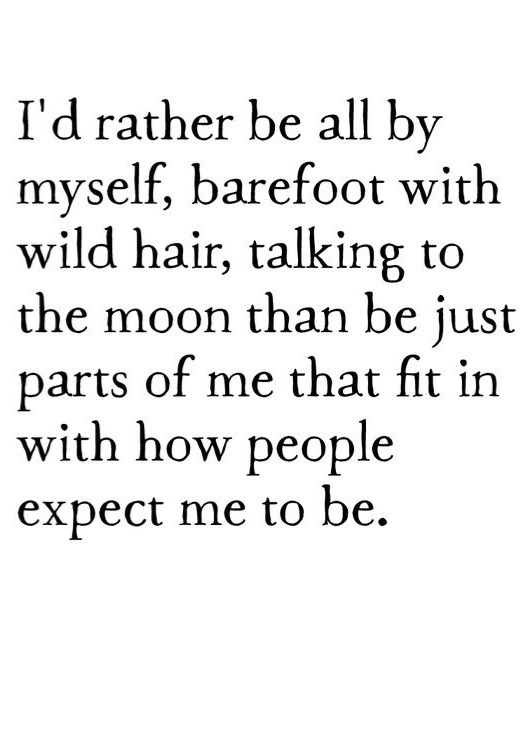 I'd rather be all by
myself, barefoot with
wild hair, talking to
the moon than be just
parts of me that fit in
with how people
expect me to be.